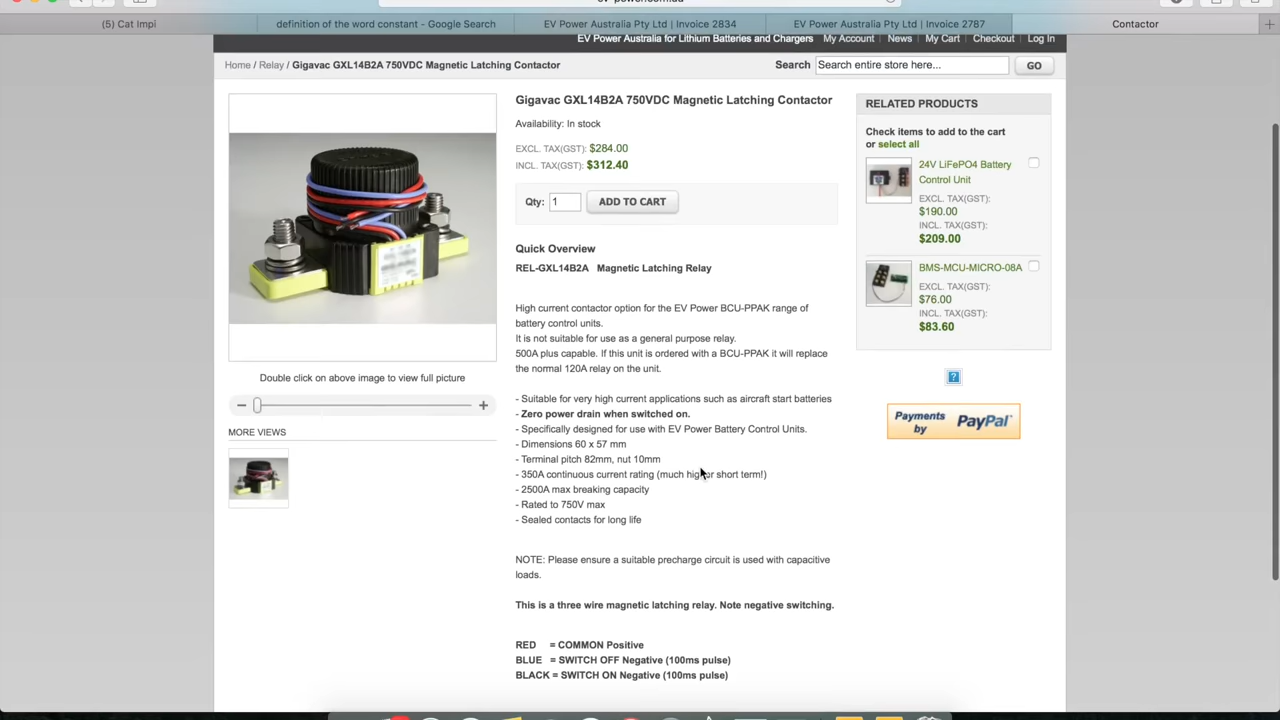 (5) Cat Impi
definition of the word constant - Google Search
EV Power Australia Pty Ltd | Invoice 2834
EV Power Australia Pty Ltd | Invoice 2787
Contactor
EV Power Australia for Lithium Batteries and Chargers
My Account
News
My Cart
Checkout
Log In
Home / Relay / Gigavac GXL14B2A 750VDC Magnetic Latching Contactor
Search
Search entire store here...
GO
Gigavac GXL14B2A 750VDC Magnetic Latching Contactor
Availability: In stock
EXCL. TAX(GST): $284.00
INCL. TAX(GST): $312.40
Qty: 1
ADD TO CART
Quick Overview
REL-GXL14B2A Magnetic Latching Relay
High current contactor option for the EV Power BCU-PPAK range of
battery control units.
It is not suitable for use as a general purpose relay.
500A plus capable. If this unit is ordered with a BCU-PPAK it will replace
the normal 120A relay on the unit.
- Suitable for very high current applications such as aircraft start batteries
- Zero power drain when switched on.
- Specifically designed for use with EV Power Battery Control Units.
- Dimensions 60 x 57 mm
- Terminal pitch 82mm, nut 10mm
- 350A continuous current rating (much higher short term!)
- 2500A max breaking capacity
- Rated to 750V max
- Sealed contacts for long life
NOTE: Please ensure a suitable precharge circuit is used with capacitive
loads.
This is a three wire magnetic latching relay. Note negative switching.
RED = COMMON Positive
BLUE = SWITCH OFF Negative (100ms pulse)
BLACK = SWITCH ON Negative (100ms pulse)
Double click on above image to view full picture
MORE VIEWS
RELATED PRODUCTS
Check items to add to the cart
or select all
24V LiFePO4 Battery
Control Unit
EXCL. TAX(GST):
$190.00
INCL. TAX(GST):
$209.00
BMS-MCU-MICRO-08A
EXCL. TAX(GST):
$76.00
INCL. TAX(GST):
$83.60
?
Payments
by PayPal